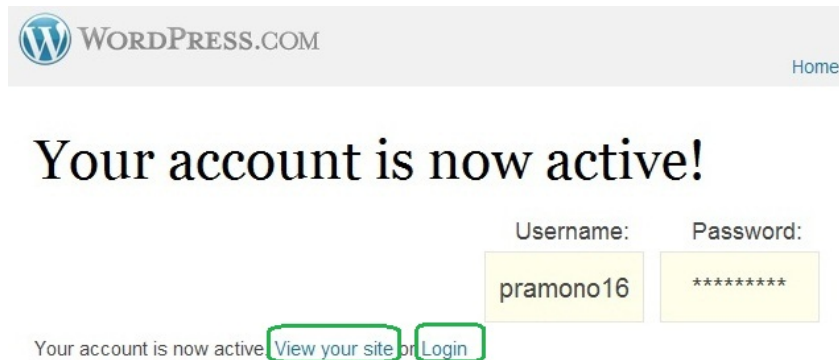 WORDPRESS.COM
Home
Your account is now active!
Username: Password:
pramono16 *********
Your account is now active. View your site or Login